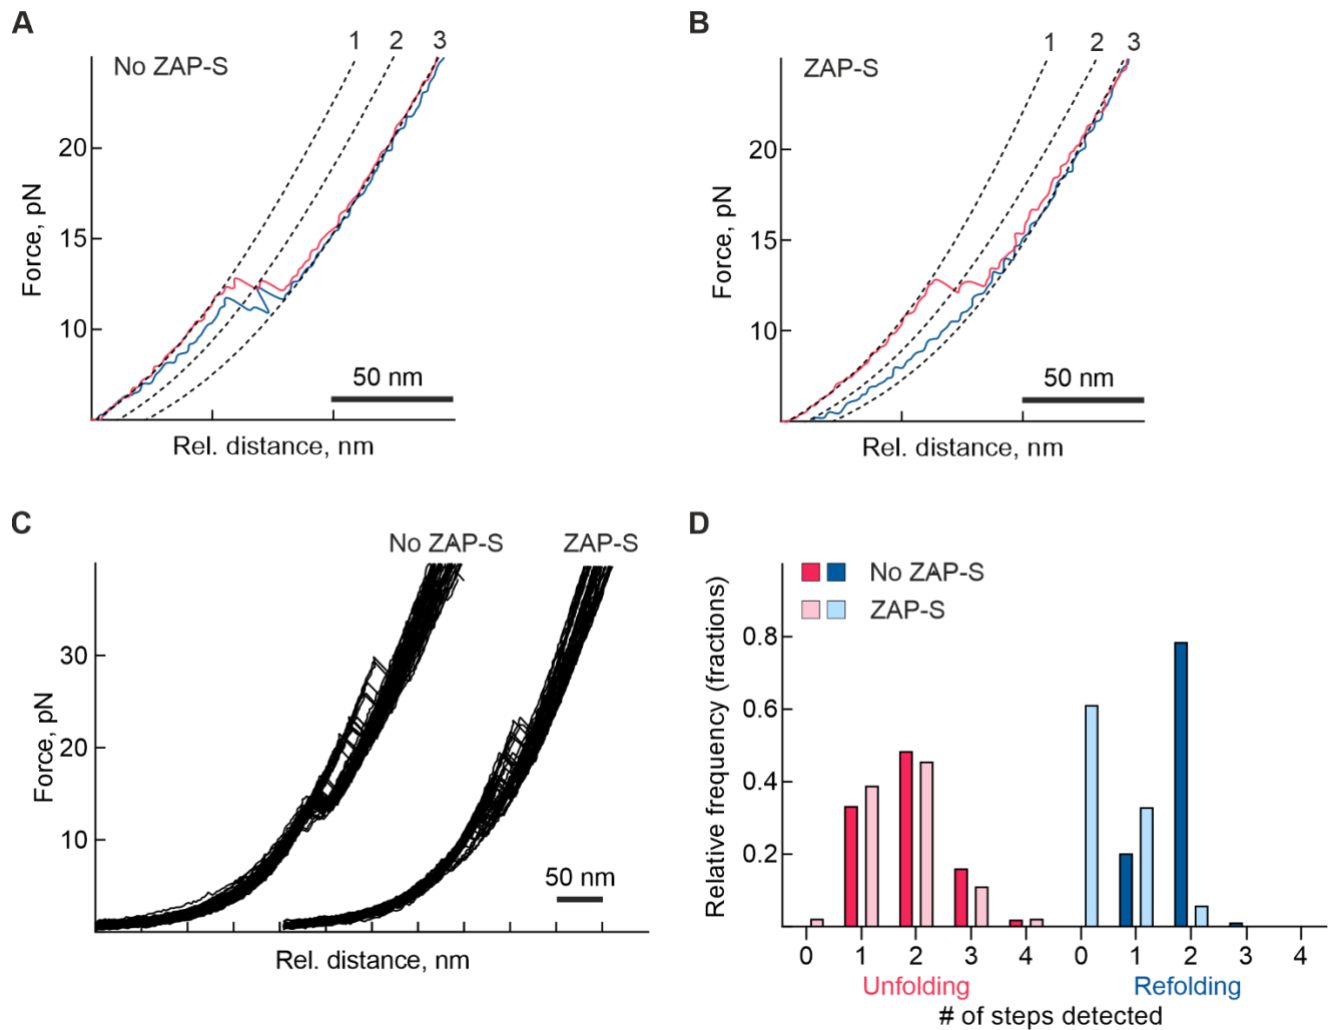 A
No ZAP-S
1 2 3
20
15
10
Force, pN
50 nm
Rel. distance, nm
B
ZAP-S
1 2 3
20
15
10
Force, pN
50 nm
Rel. distance, nm
C
No ZAP-S
ZAP-S
30
20
10
Force, pN
50 nm
Rel. distance, nm
D
No ZAP-S
ZAP-S
0.8
0.6
0.4
0.2
Relative frequency (fractions)
0 1 2 3 4 0 1 2 3 4
Unfolding Refolding
# of steps detected